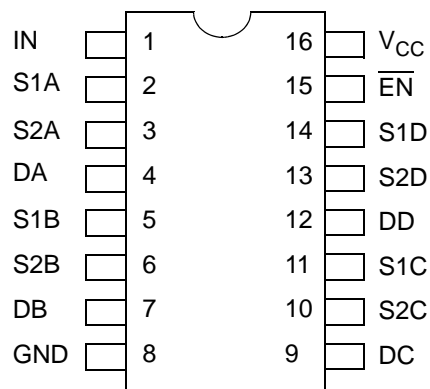 IN 1 16 VCC
S1A 2 15 EN
S2A 3 14 S1D
DA 4 13 S2D
S1B 5 12 DD
S2B 6 11 S1C
DB 7 10 S2C
GND 8 9 DC